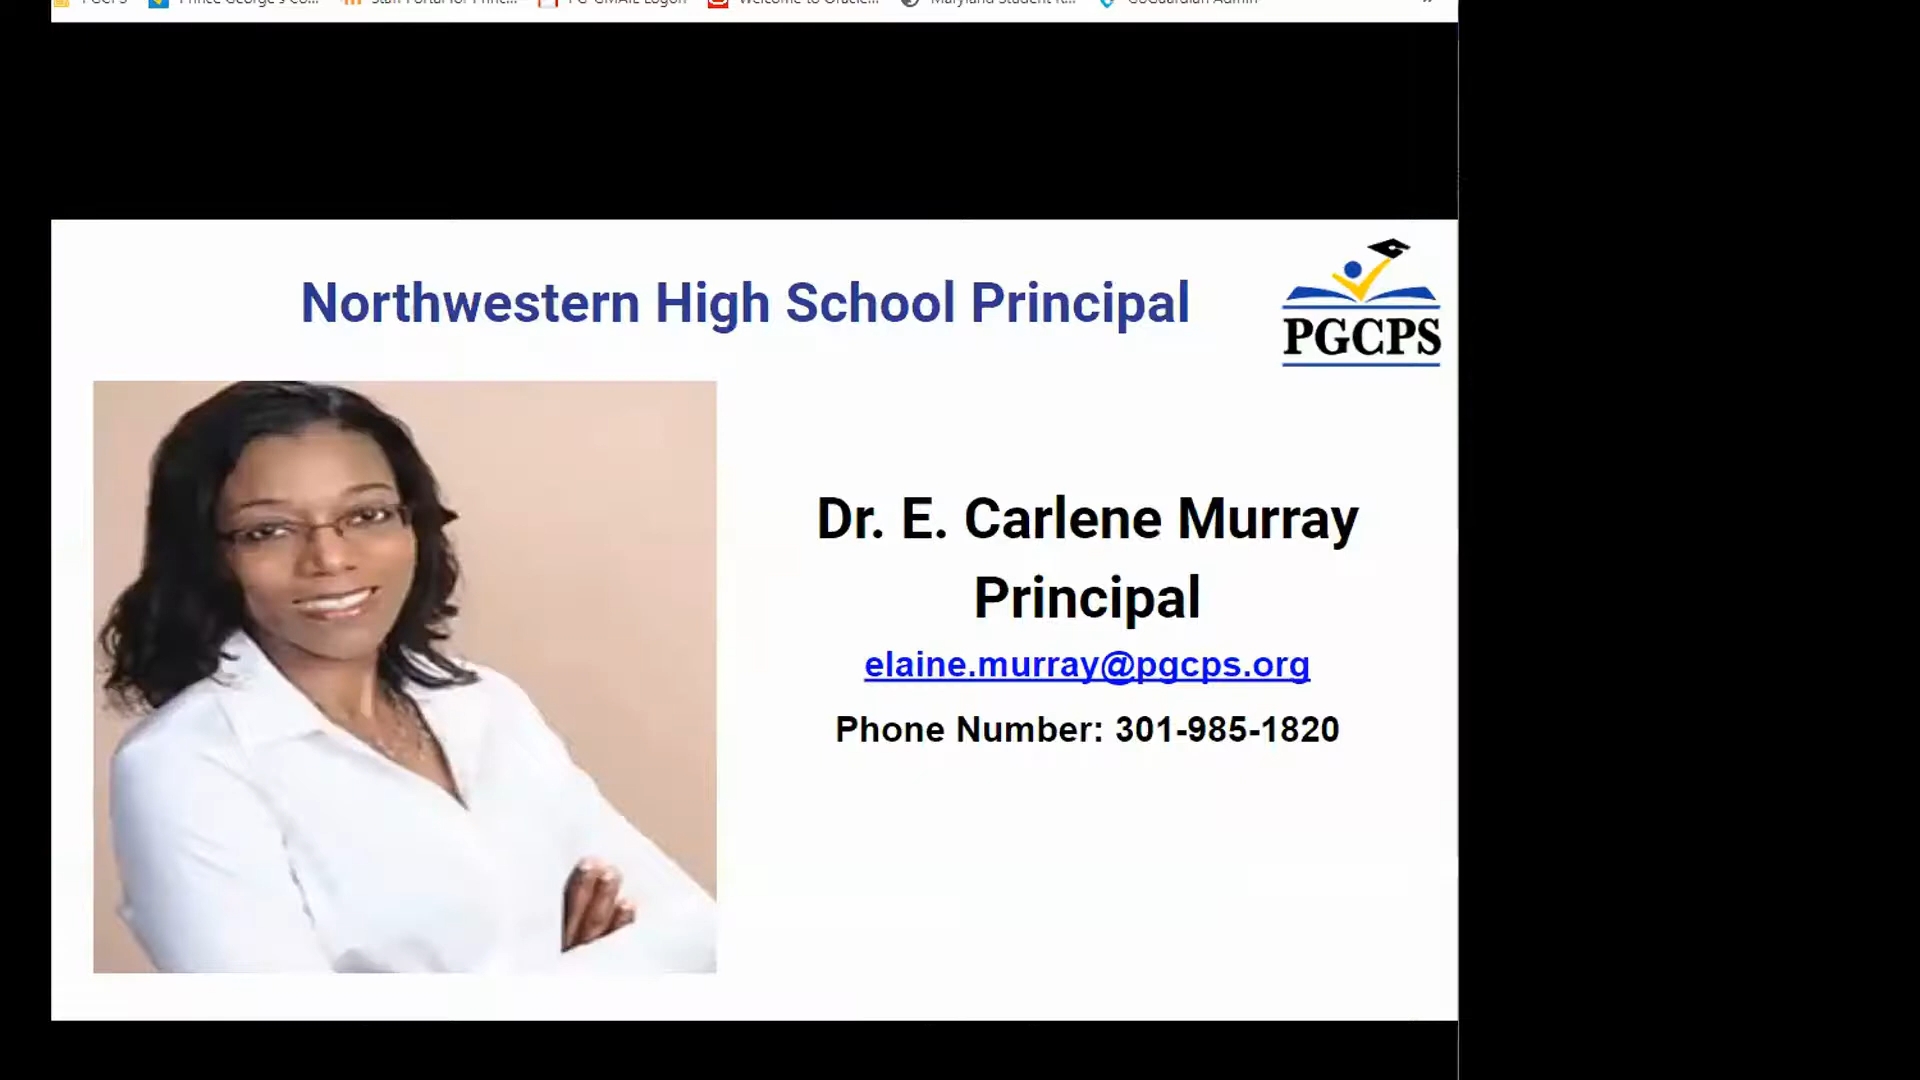 Northwestern High School Principal
PGCPS
Dr. E. Carlene Murray
Principal
elaine.murray@pgcps.org
Phone Number: 301-985-1820